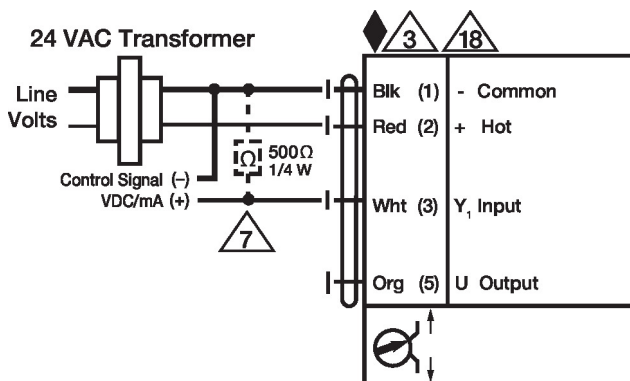 24 VAC Transformer
3
18
Line
Volts
Blk (1) - Common
Red (2) + Hot
Ω
500Ω
1/4 W
Control Signal (–)
VDC/mA (+)
Wht (3) Y₁ Input
7
Org (5) U Output